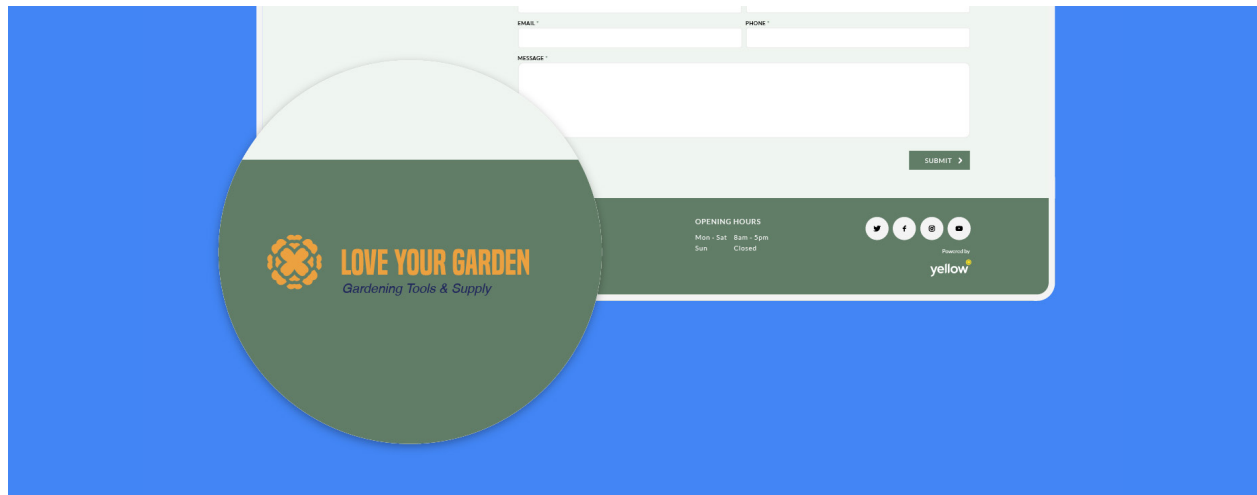 EMAIL * PHONE *
MESSAGE *
SUBMIT
LOVE YOUR GARDEN
Gardening Tools & Supply
OPENING HOURS
Mon - Sat 8am - 5pm
Sun Closed
Powered by
yellow